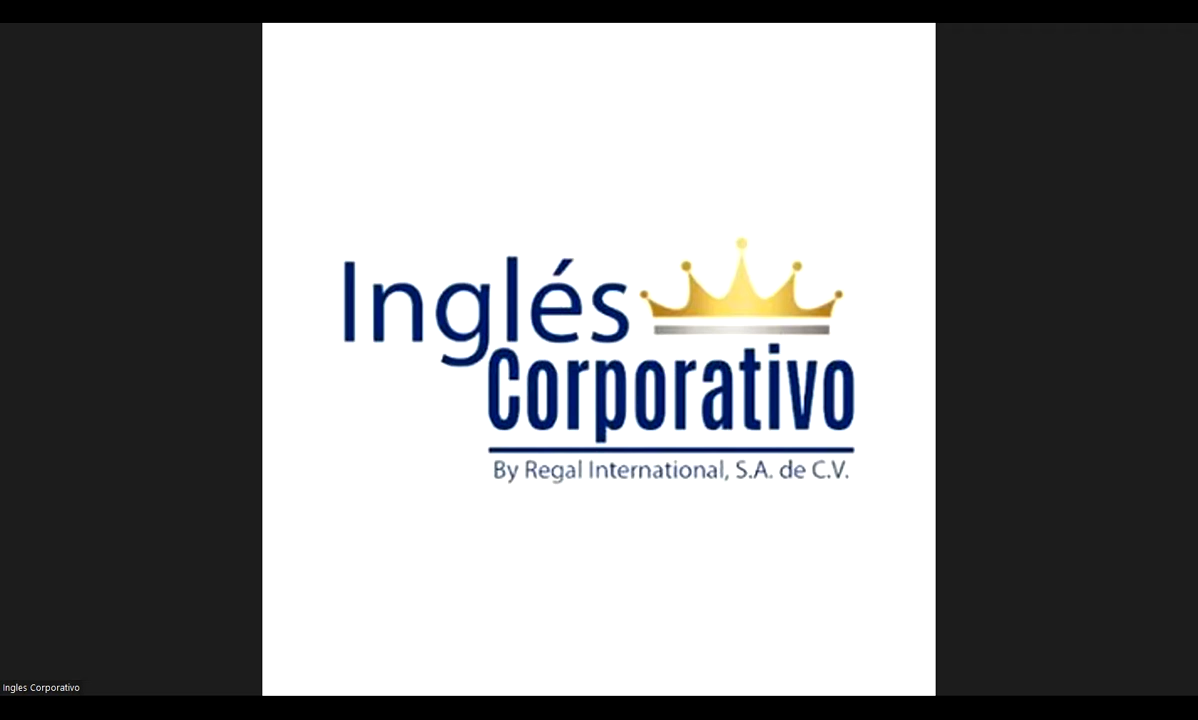 Inglés
Corporativo
By Regal International, S.A. de C.V.
Ingles Corporativo